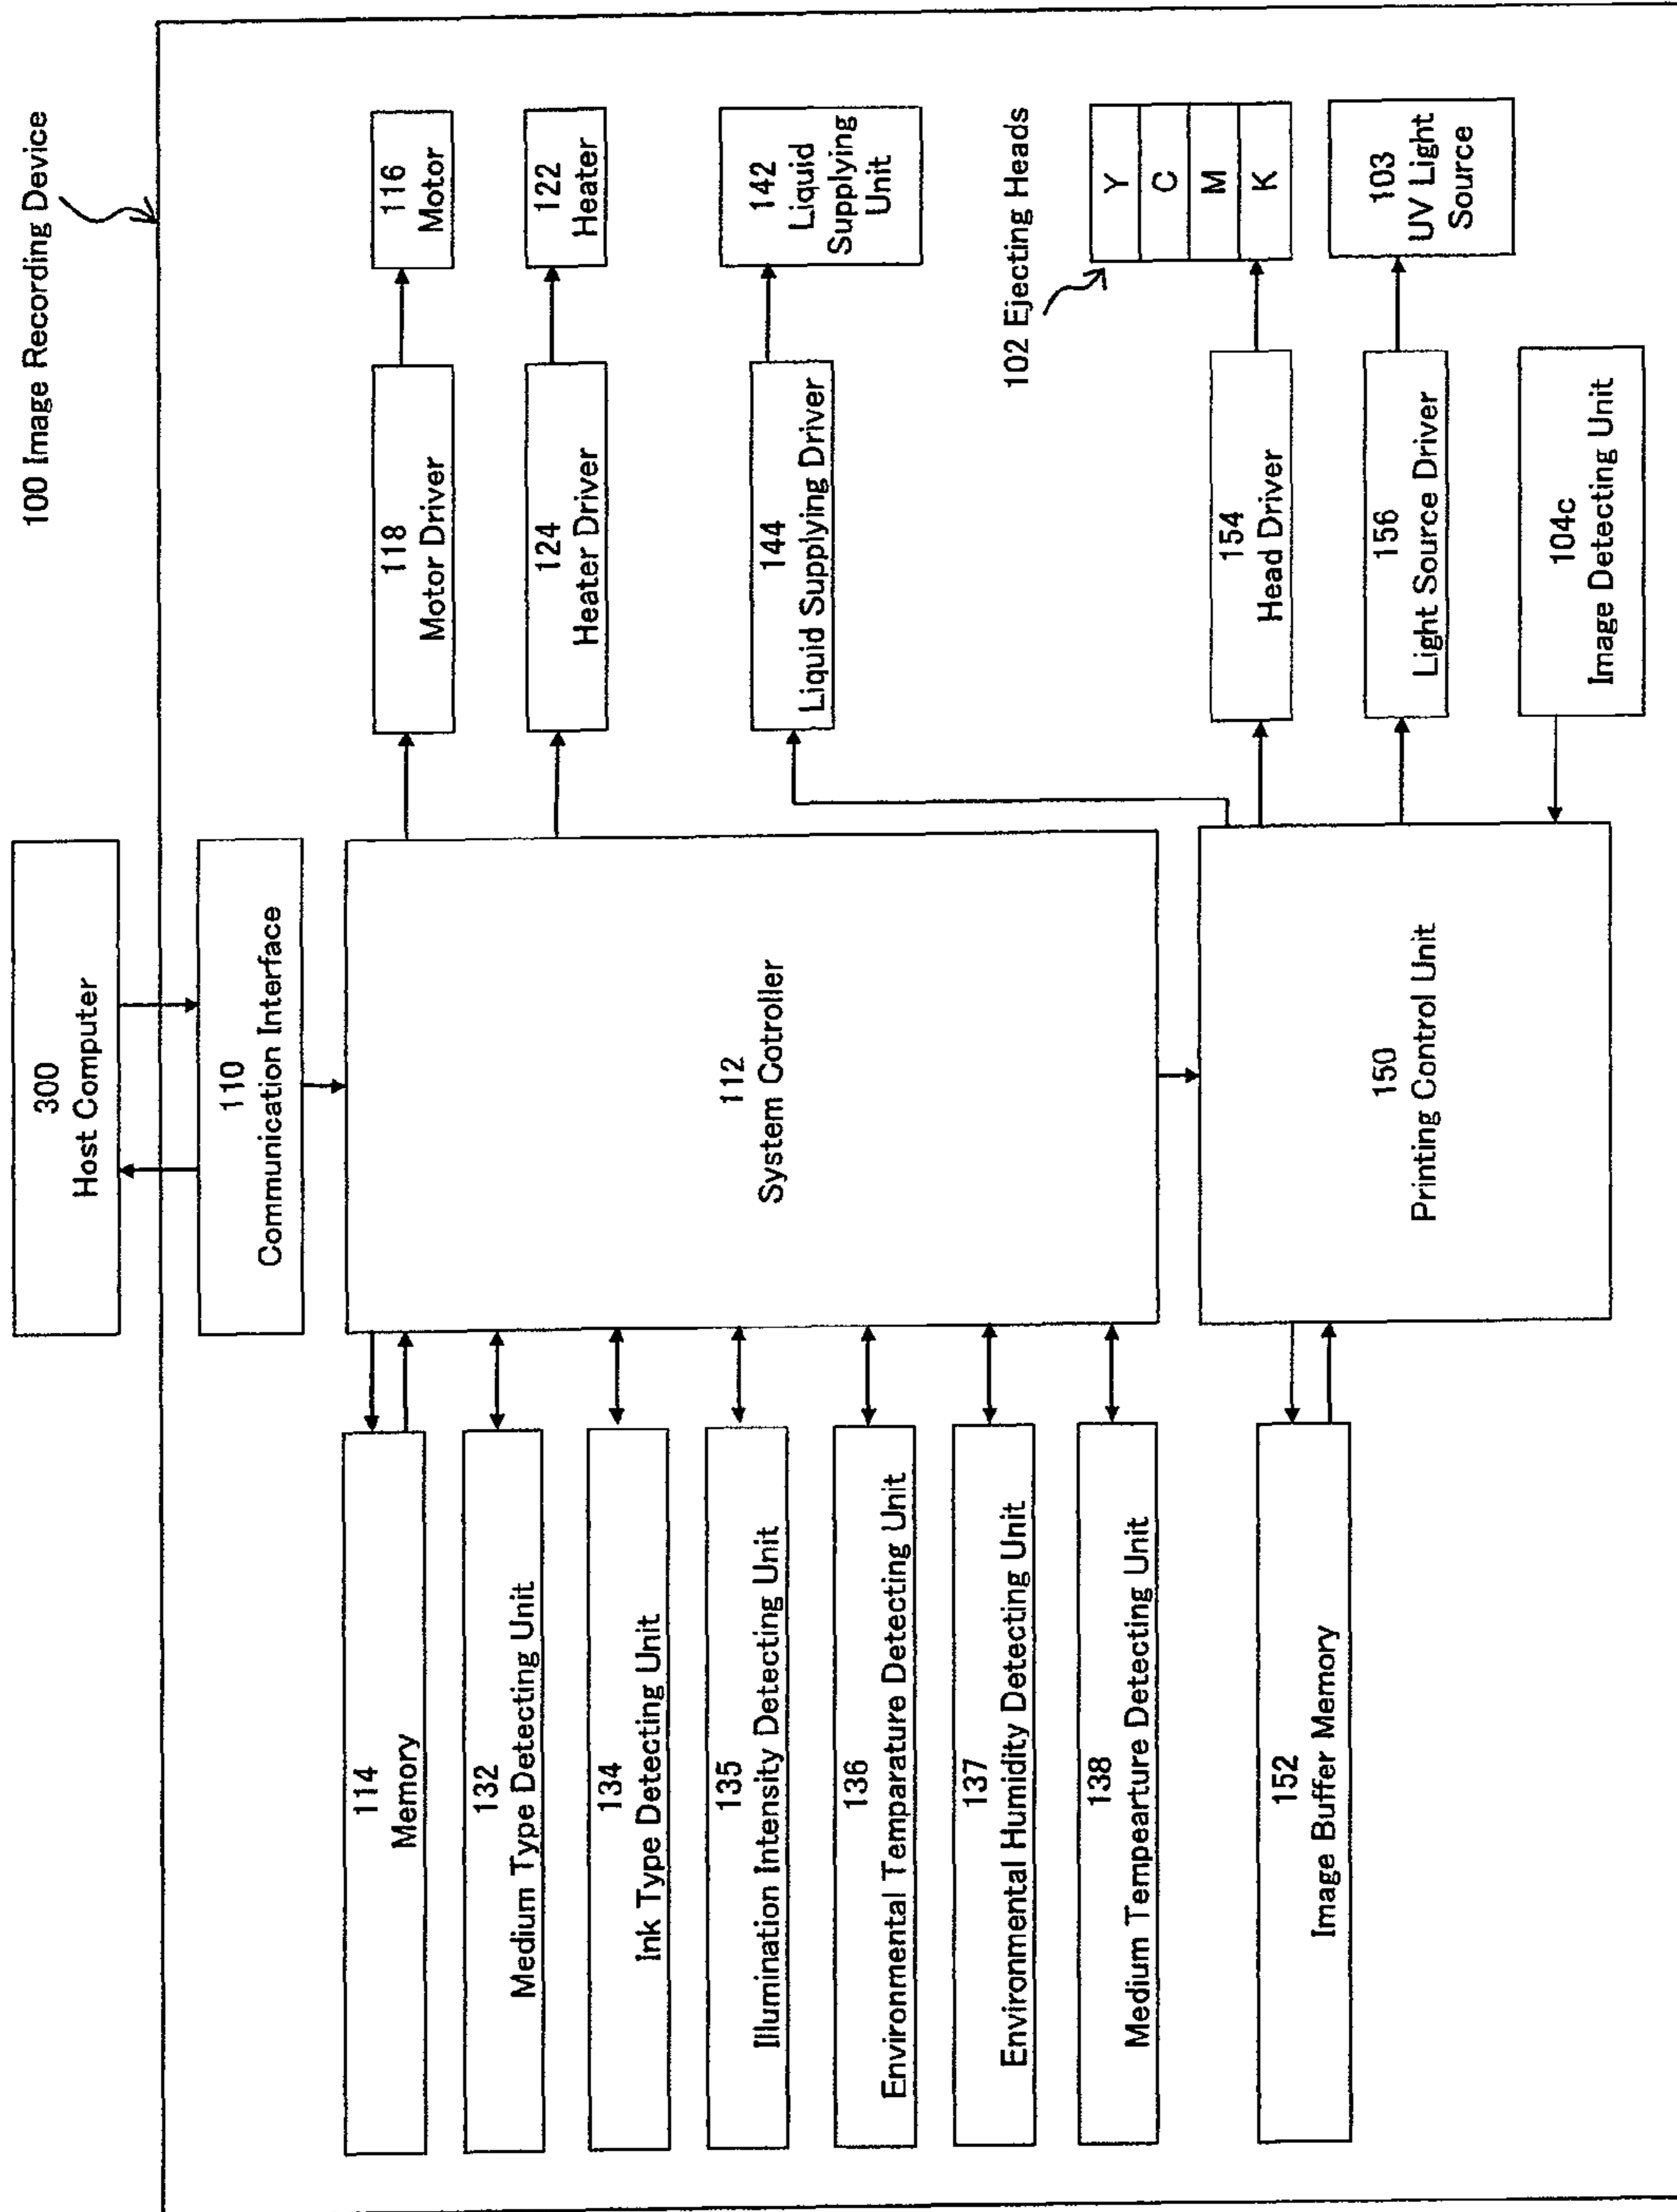 100 Image Recording Device
300
Host Computer
110
Communication Interface
114
Memory
132
Medium Type Detecting Unit
134
Ink Type Detecting Unit
135
Illumination Intensity Detecting Unit
136
Environmental Temparature Detecting Unit
137
Environmental Humidity Detecting Unit
138
Medium Tempearture Detecting Unit
152
Image Buffer Memory
112
System Cotroller
150
Printing Control Unit
118
Motor Driver
116
Motor
124
Heater Driver
122
Heater
144
Liquid Supplying Driver
142
Liquid
Supplying
Unit
102 Ejecting Heads
Y
C
M
K
154
Head Driver
156
Light Source Driver
103
UV Light
Source
104c
Image Detecting Unit